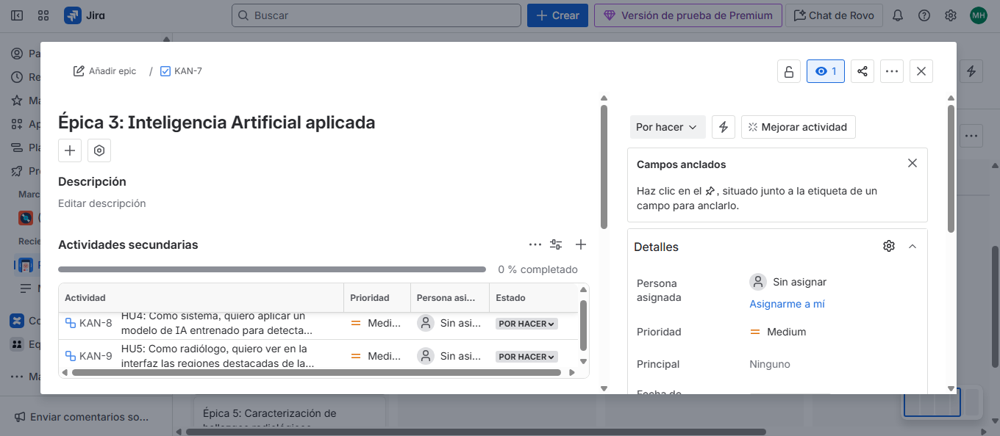 Jira
Buscar
Crear
Versión de prueba de Premium
Chat de Rovo
MH
Pa
Re
Ma
Ap
Pla
Pro
Marc
Recie
Co
Eq
Ma
Enviar comentarios so...
Añadir epic / KAN-7
1
Épica 3: Inteligencia Artificial aplicada
Descripción
Editar descripción
Actividades secundarias
0 % completado
Actividad Prioridad Persona asi... Estado
KAN-8 HU4: Como sistema, quiero aplicar un
modelo de IA entrenado para detecta...
Medi... Sin asi... POR HACER
KAN-9 HU5: Como radiólogo, quiero ver en la
interfaz las regiones destacadas de la...
Medi... Sin asi... POR HACER
Por hacer
Mejorar actividad
Campos anclados
Haz clic en el , situado junto a la etiqueta de un
campo para anclarlo.
Detalles
Persona
asignada
Sin asignar
Asignarme a mí
Prioridad Medium
Principal Ninguno
Fecha de
Épica 5: Caracterización de
hallazgos radiológicos